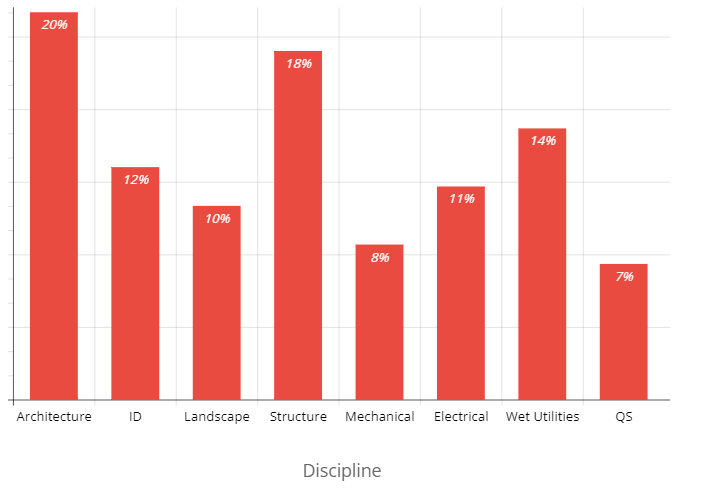 20%
12%
10%
18%
8%
11%
14%
7%
Architecture
ID
Landscape
Structure
Mechanical
Electrical
Wet Utilities
QS
Discipline